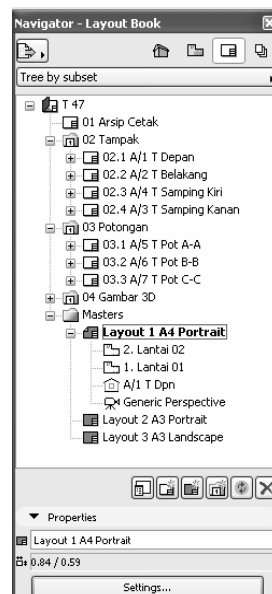 Navigator - Layout Book
Tree by subset
T 47
01 Arsip Cetak
02 Tampak
02.1 A/1 T Depan
02.2 A/2 T Belakang
02.3 A/4 T Samping Kiri
02.4 A/3 T Samping Kanan
03 Potongan
03.1 A/5 T Pot A-A
03.2 A/6 T Pot B-B
03.3 A/7 T Pot C-C
04 Gambar 3D
Masters
Layout 1 A4 Portrait
2. Lantai 02
1. Lantai 01
A/1 T Dpn
Generic Perspective
Layout 2 A3 Portrait
Layout 3 A3 Landscape
Properties
Layout 1 A4 Portrait
0.84 / 0.59
Settings...